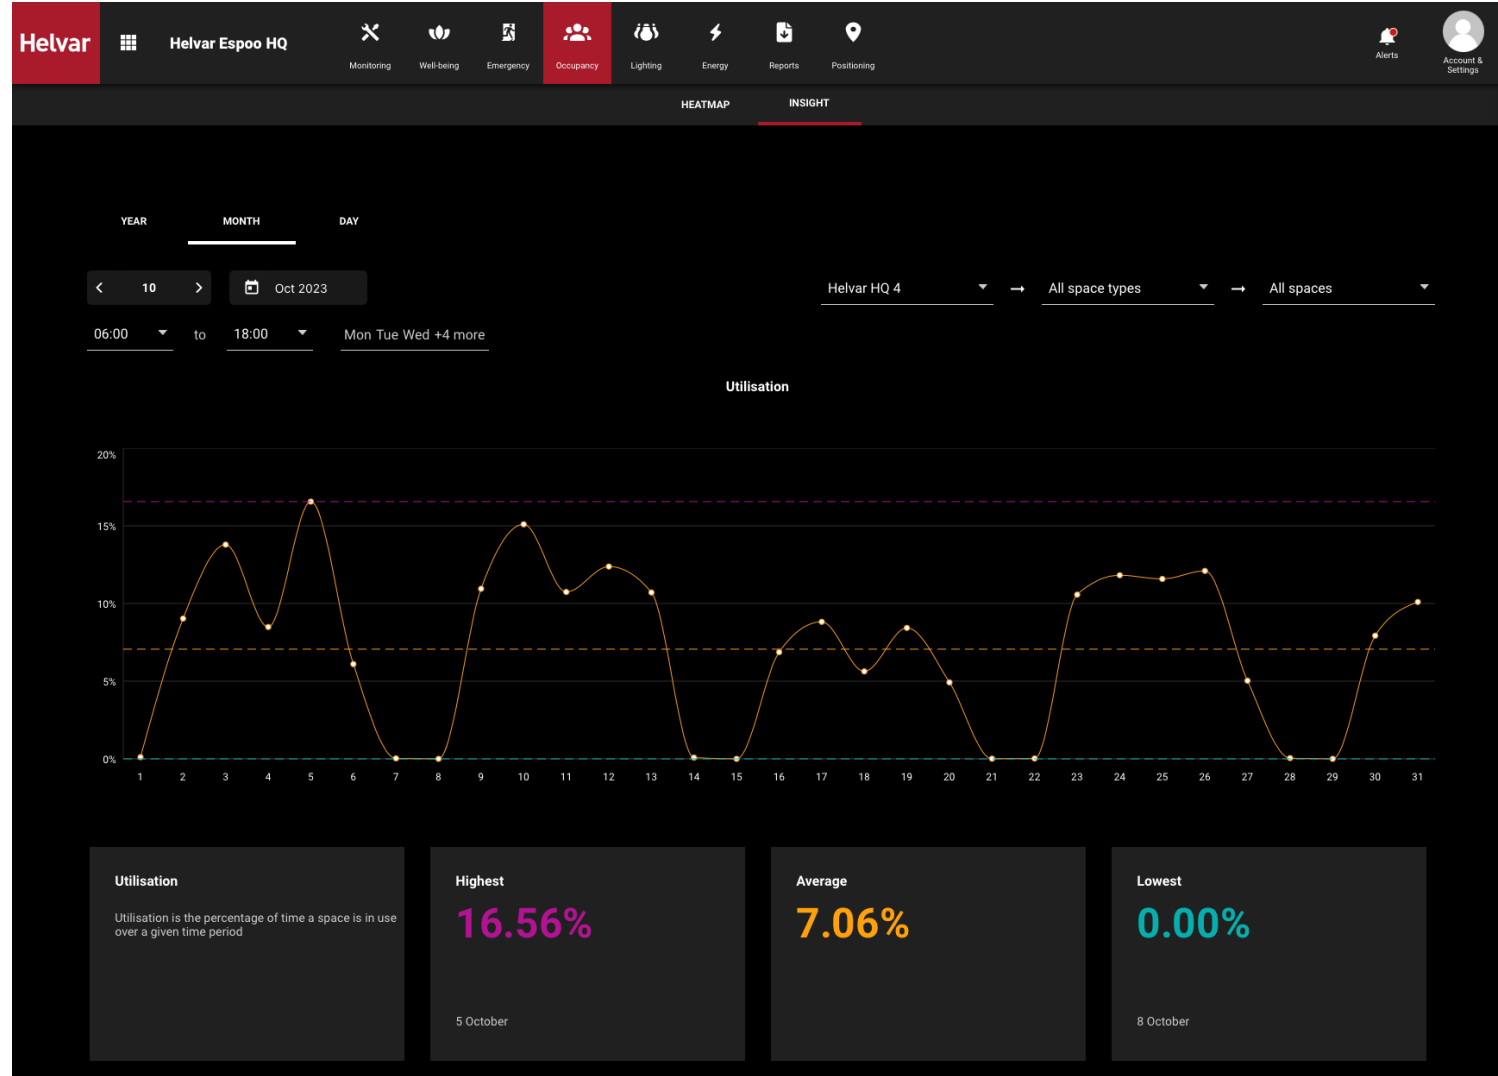 Helvar
Helvar Espoo HQ
Monitoring
Well-being
Emergency
Occupancy
Lighting
Energy
Reports
Positioning
Alerts
Account &
Settings
HEATMAP
INSIGHT
YEAR
MONTH
DAY
10
Oct 2023
Helvar HQ 4
All space types
All spaces
06:00
to
18:00
Mon Tue Wed +4 more
Utilisation
20%
15%
10%
5%
0%
1 2 3 4 5 6 7 8 9 10 11 12 13 14 15 16 17 18 19 20 21 22 23 24 25 26 27 28 29 30 31
Utilisation
Utilisation is the percentage of time a space is in use
over a given time period
Highest
16.56%
5 October
Average
7.06%
Lowest
0.00%
8 October